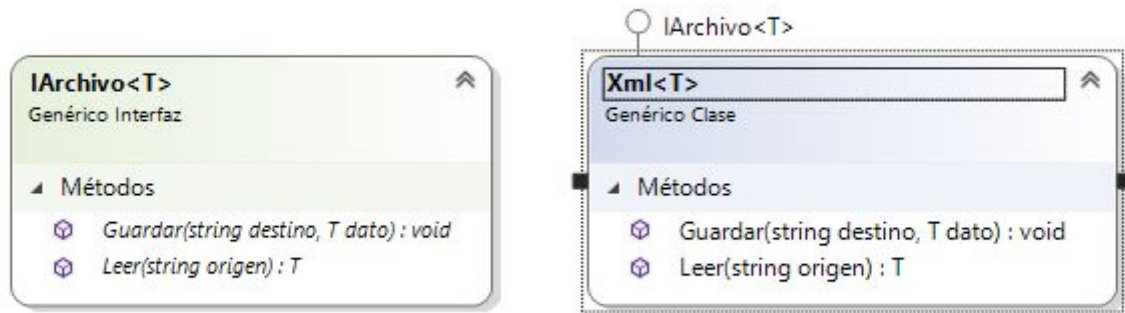 IArchivo<T>
Genérico Interfaz
Métodos
Guardar(string destino, T dato) : void
Leer(string origen) : T
IArchivo<T>
Xml<T>
Genérico Clase
Métodos
Guardar(string destino, T dato) : void
Leer(string origen) : T